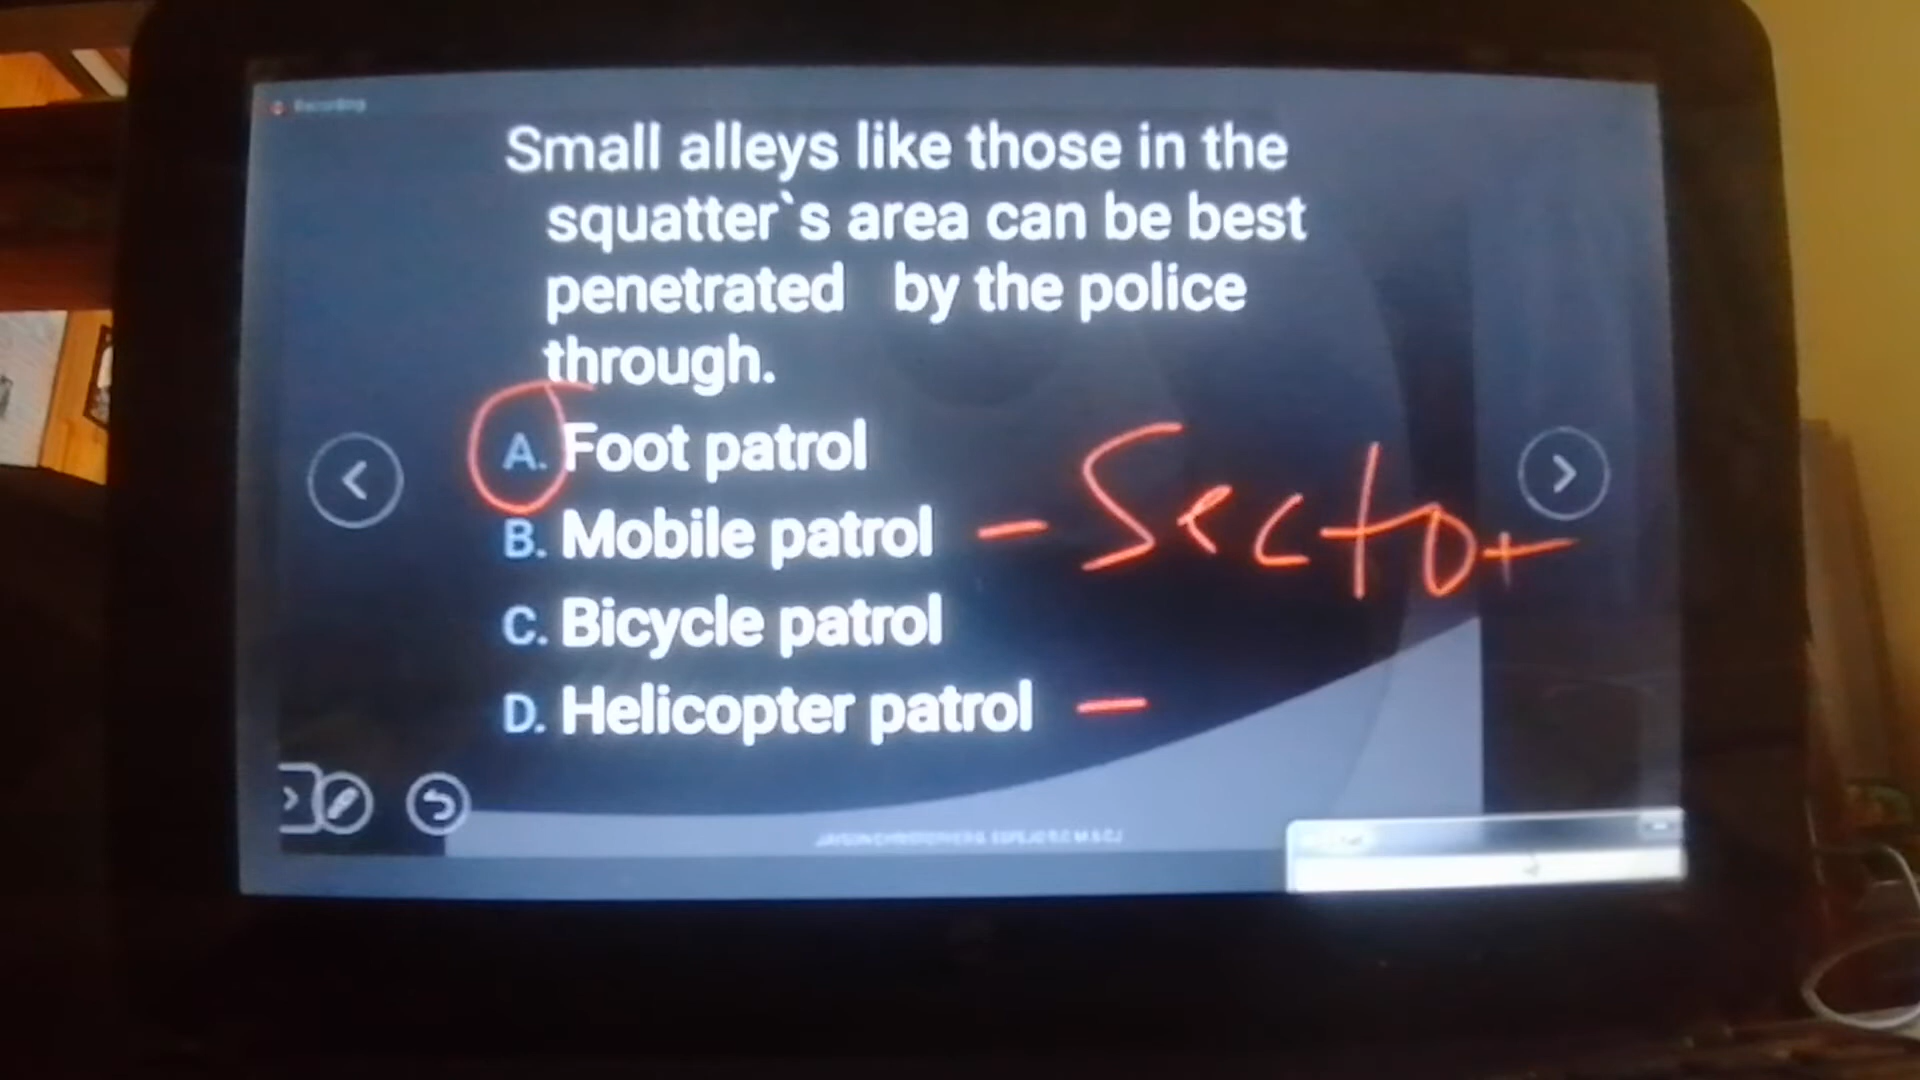 Recording
Small alleys like those in the
squatter`s area can be best
penetrated by the police
through.
A. Foot patrol
B. Mobile patrol - Sector
C. Bicycle patrol
D. Helicopter patrol -